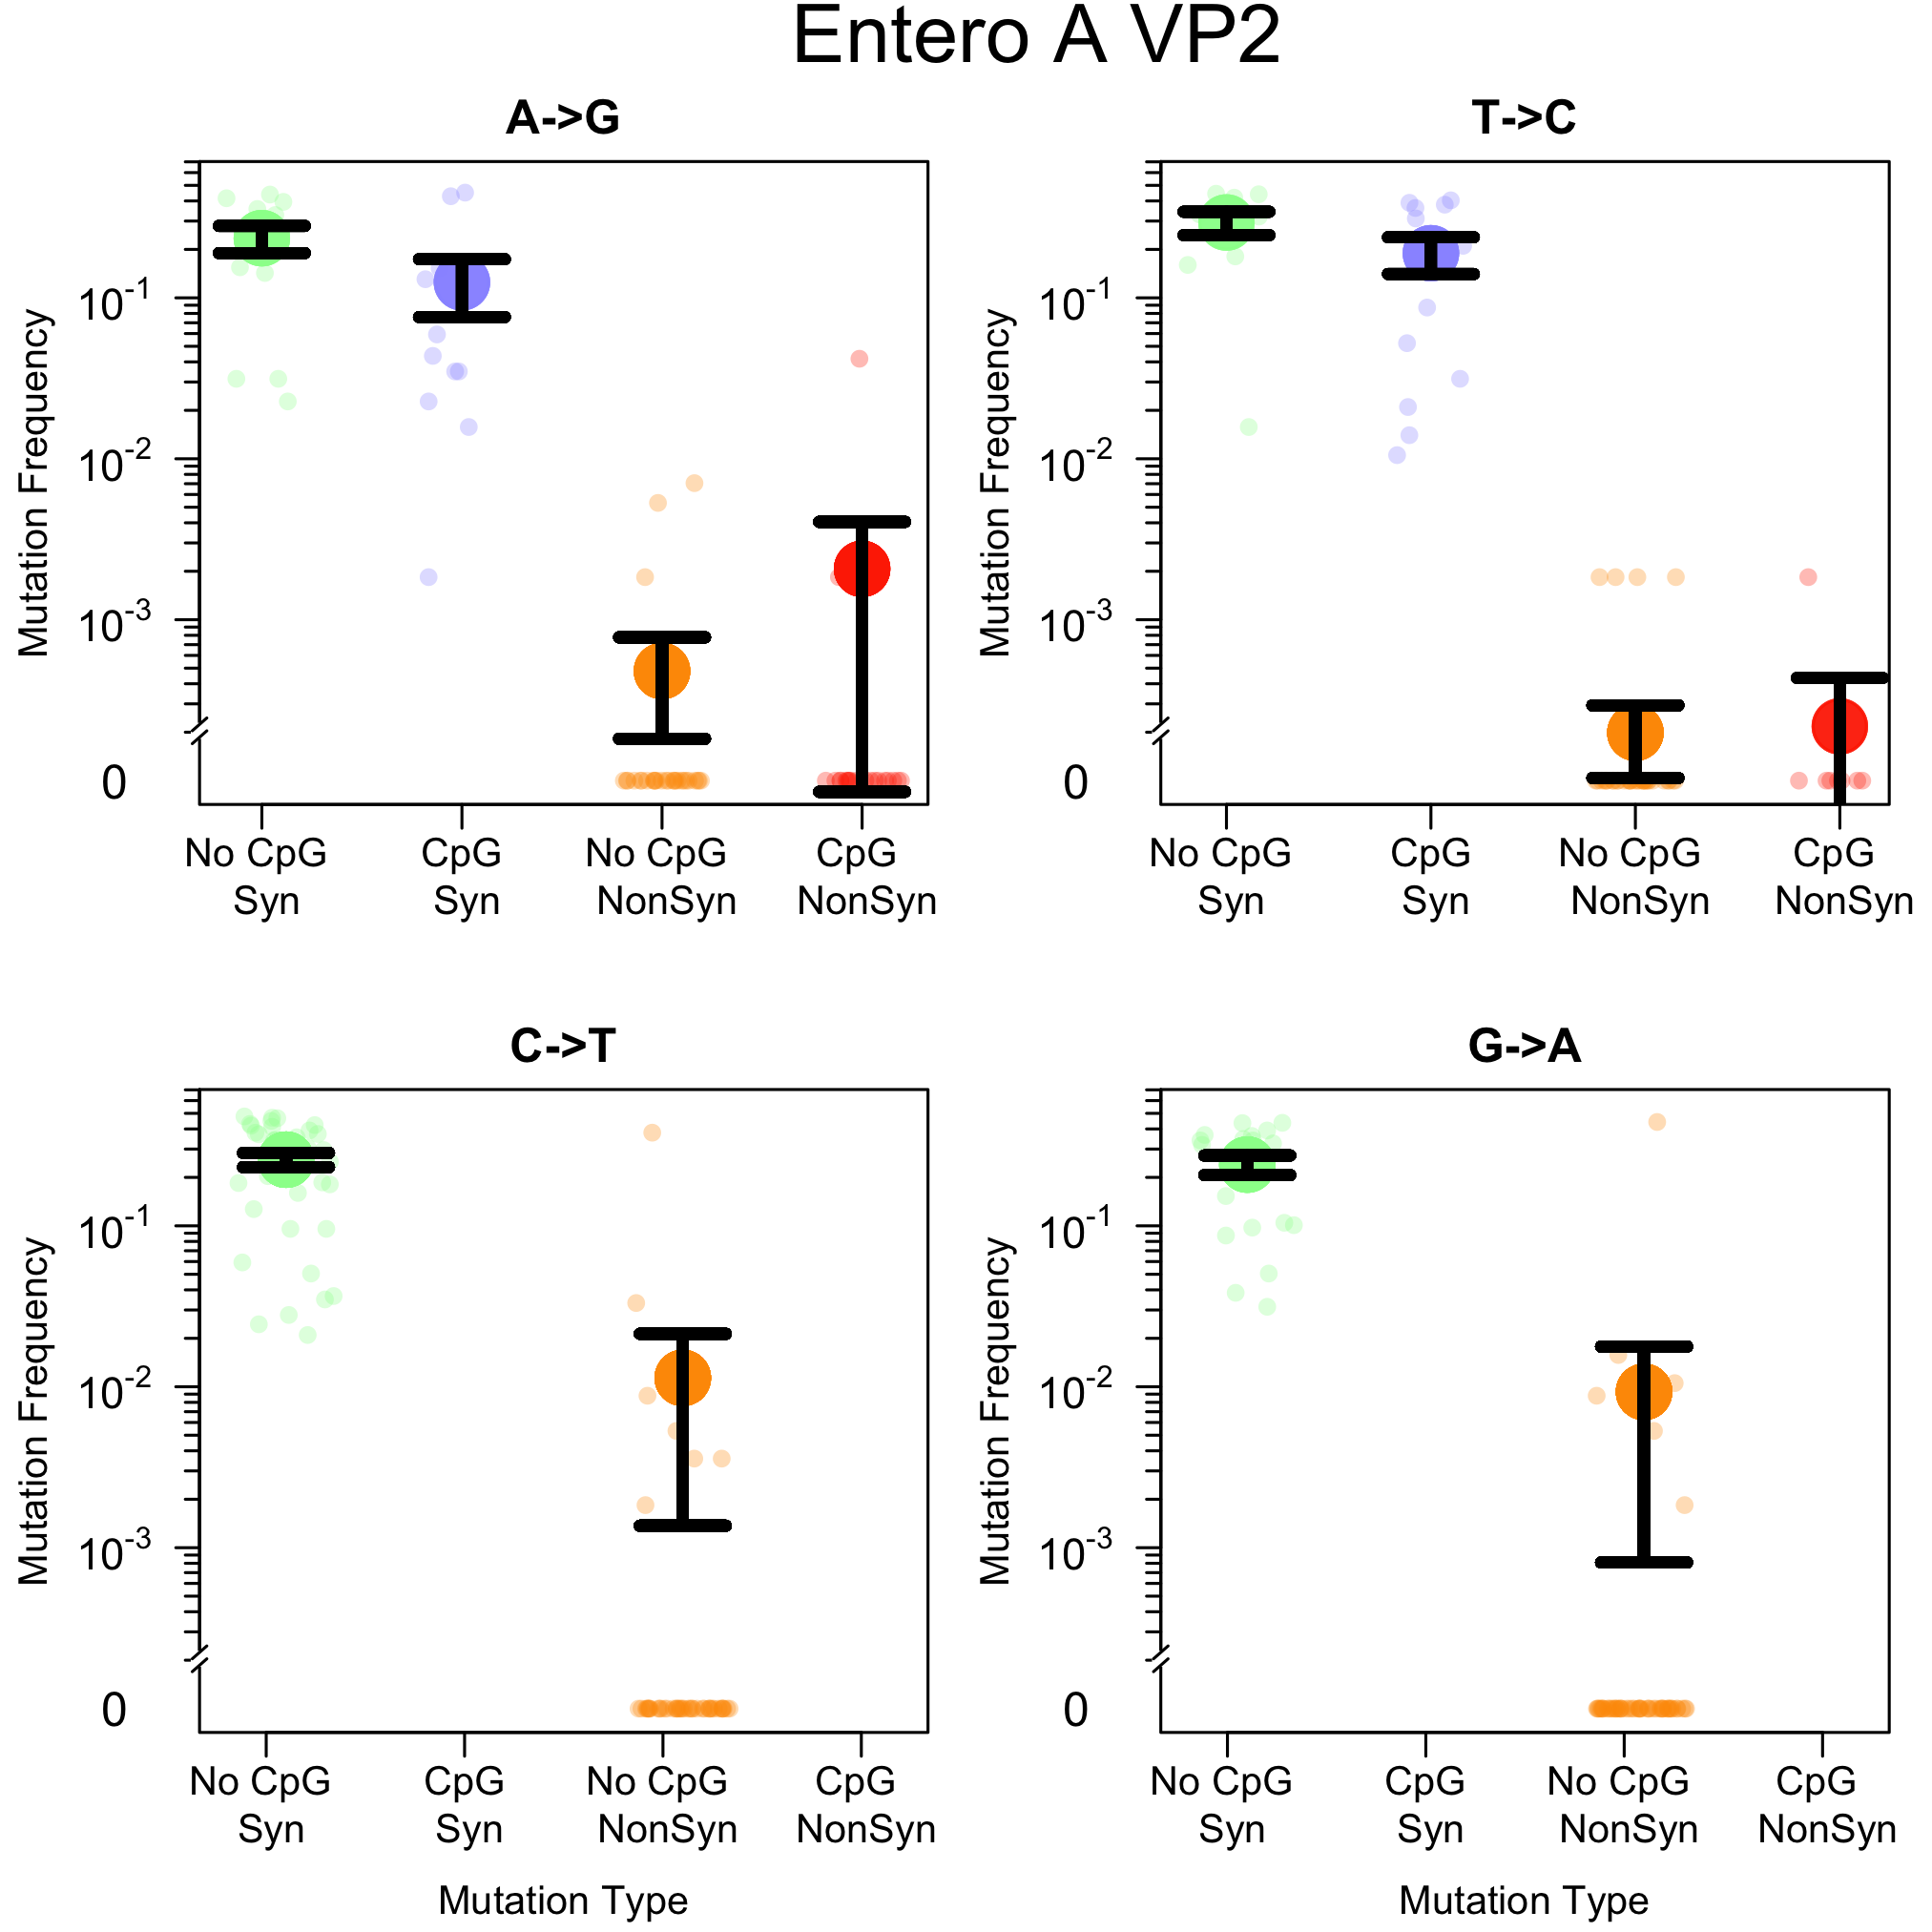 Entero A VP2
A->G
T->C
Mutation Frequency
10-1
10-2
10-3
0
No CpG CpG No CpG CpG
Syn Syn NonSyn NonSyn
Mutation Frequency
10-1
10-2
10-3
0
No CpG CpG No CpG CpG
Syn Syn NonSyn NonSyn
C->T
G->A
Mutation Frequency
10-1
10-2
10-3
0
No CpG CpG No CpG CpG
Syn Syn NonSyn NonSyn
Mutation Type
Mutation Frequency
10-1
10-2
10-3
0
No CpG CpG No CpG CpG
Syn Syn NonSyn NonSyn
Mutation Type